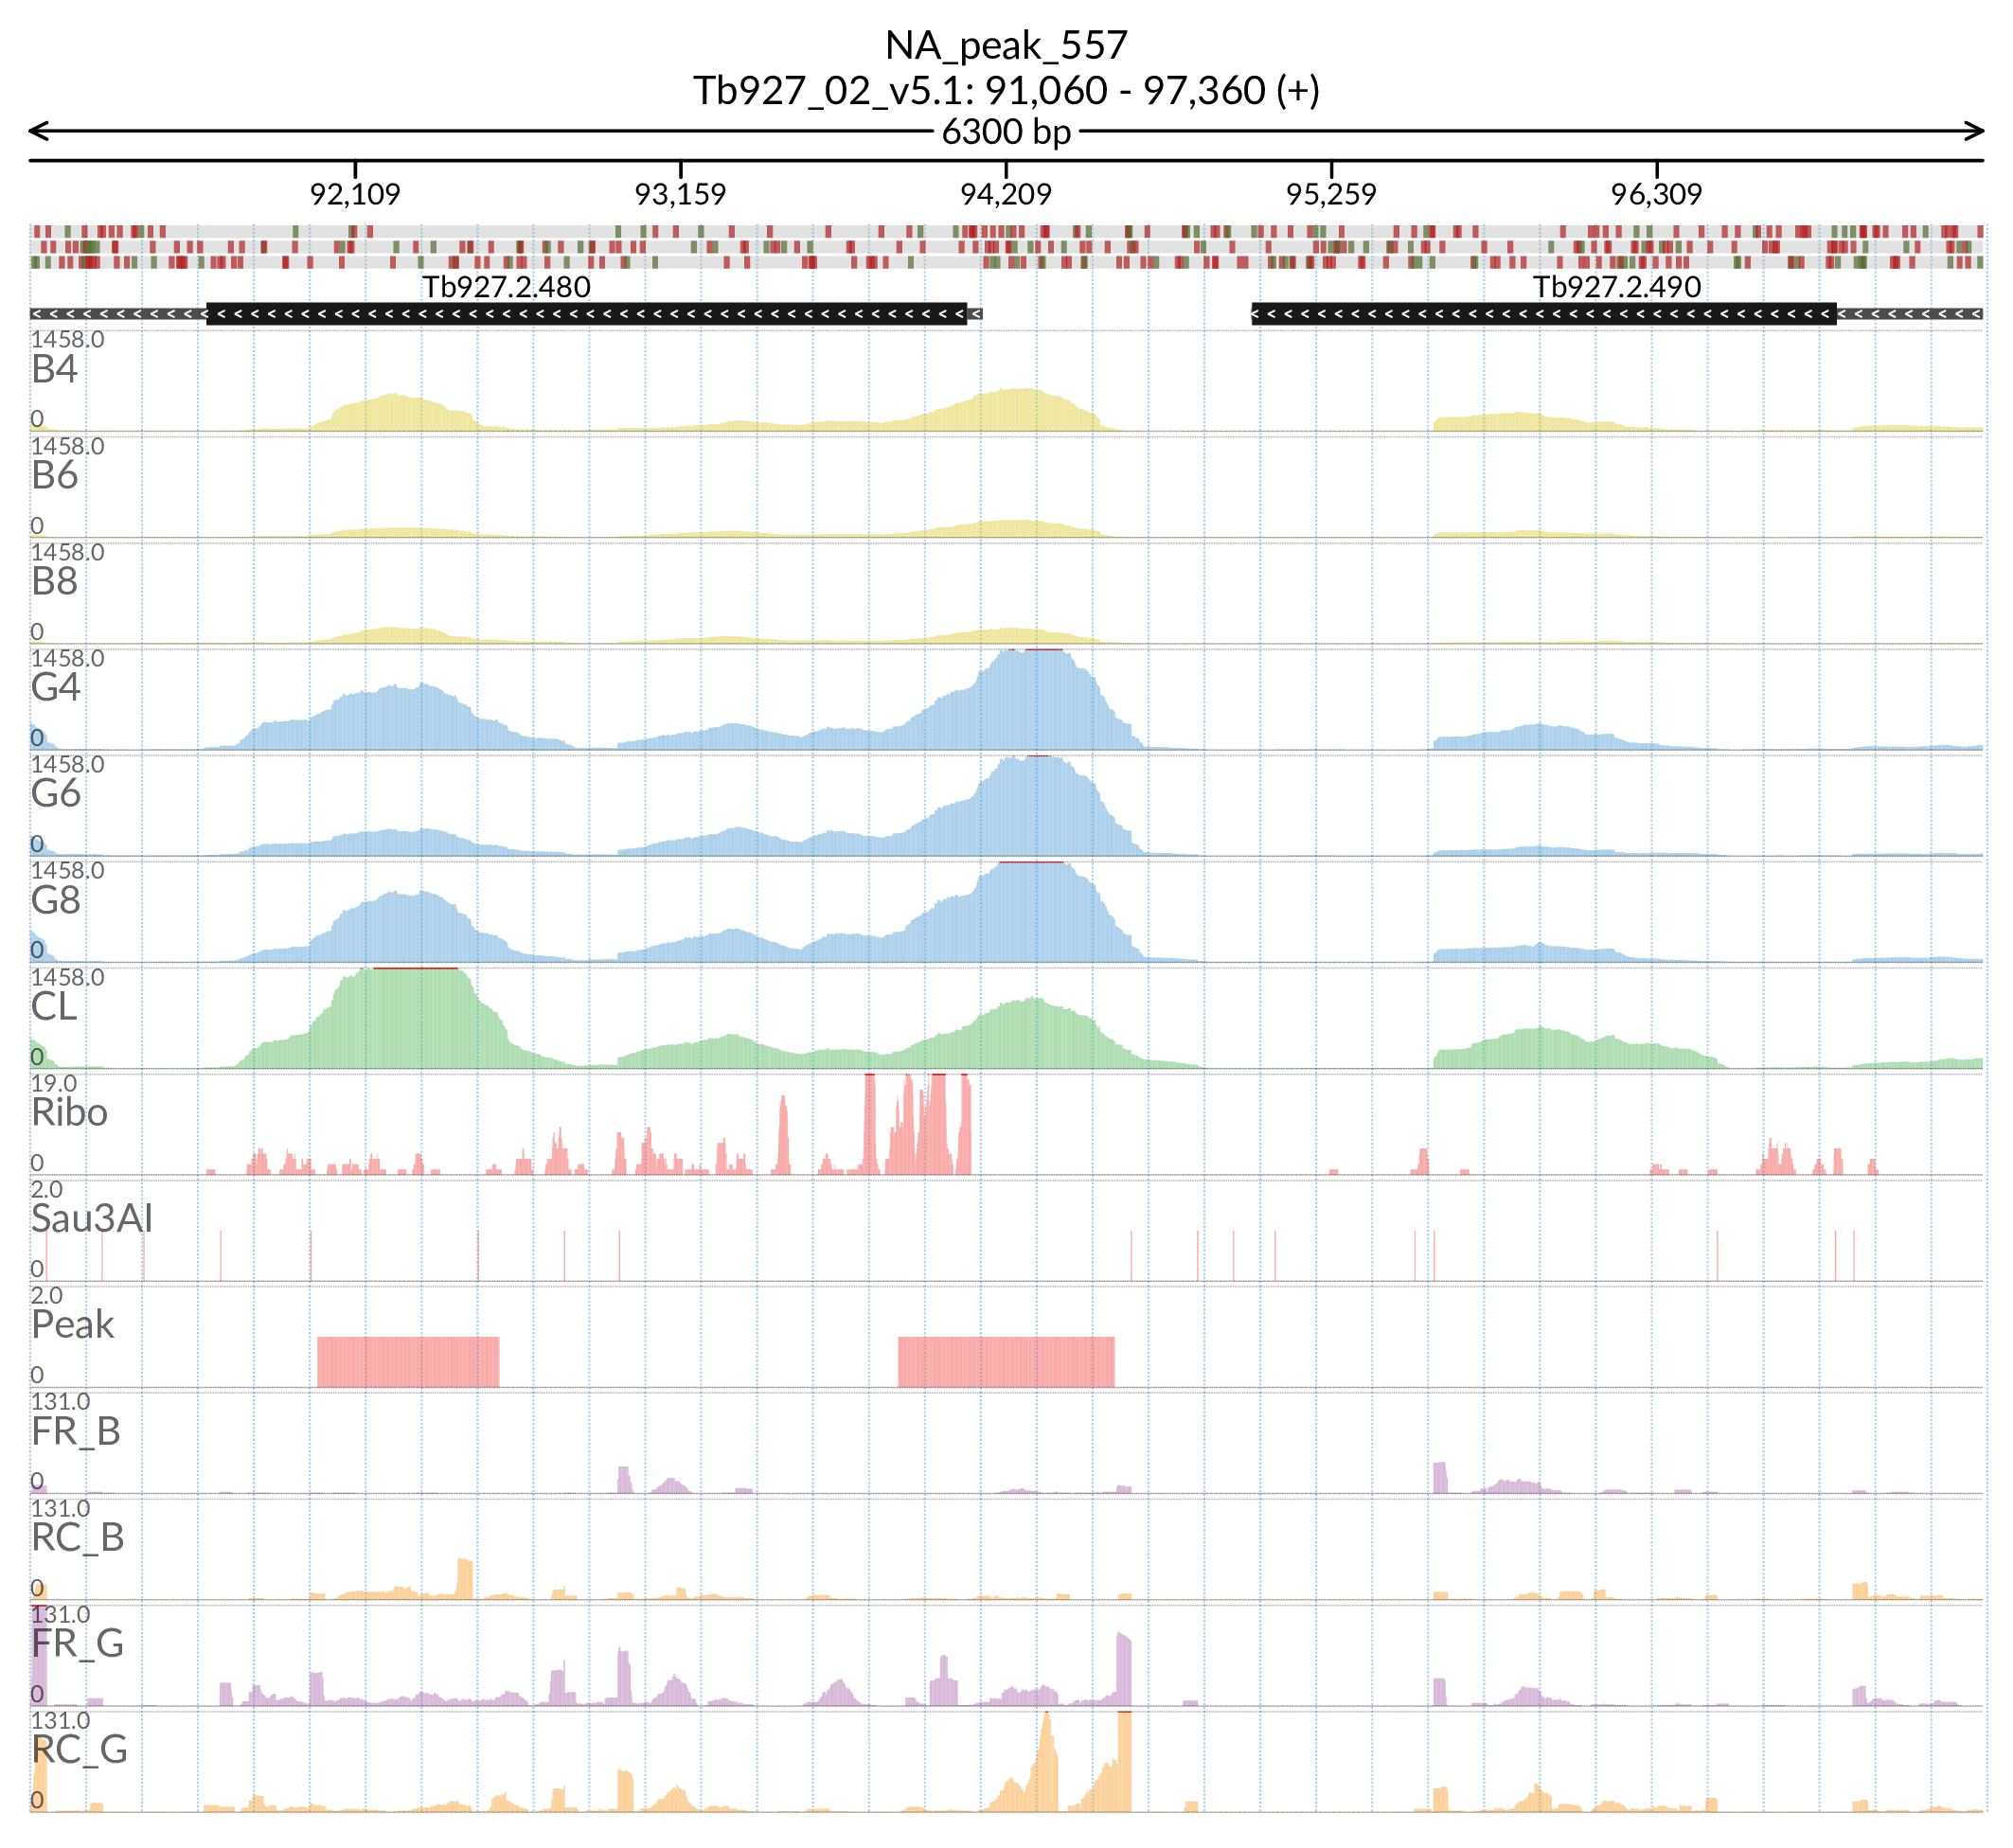 NA_peak_557
Tb927_02_v5.1: 91,060 - 97,360 (+)
6300 bp
92,109 93,159 94,209 95,259 96,309
Tb927.2.480 Tb927.2.490
1458.0
B4
0
1458.0
B6
0
1458.0
B8
0
1458.0
G4
0
1458.0
G6
0
1458.0
G8
0
1458.0
CL
0
19.0
Ribo
0
2.0
Sau3AI
0
2.0
Peak
0
131.0
FR_B
0
131.0
RC_B
0
131.0
FR_G
0
131.0
RC_G
0